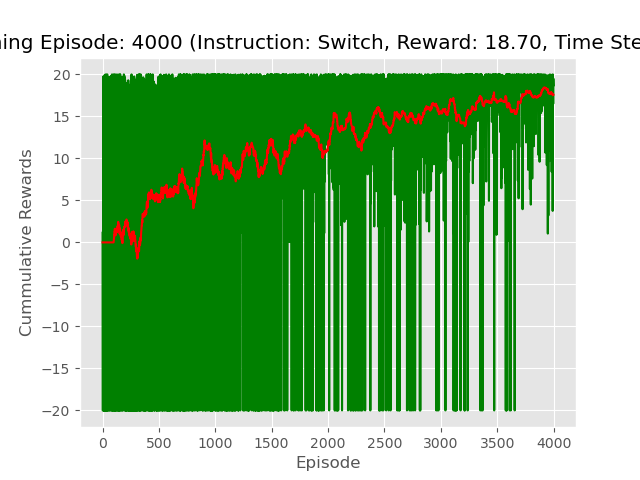 ning Episode: 4000 (Instruction: Switch, Reward: 18.70, Time Ste
20
15
10
5
0
−5
−10
−15
−20
Cummulative Rewards
0 500 1000 1500 2000 2500 3000 3500 4000
Episode